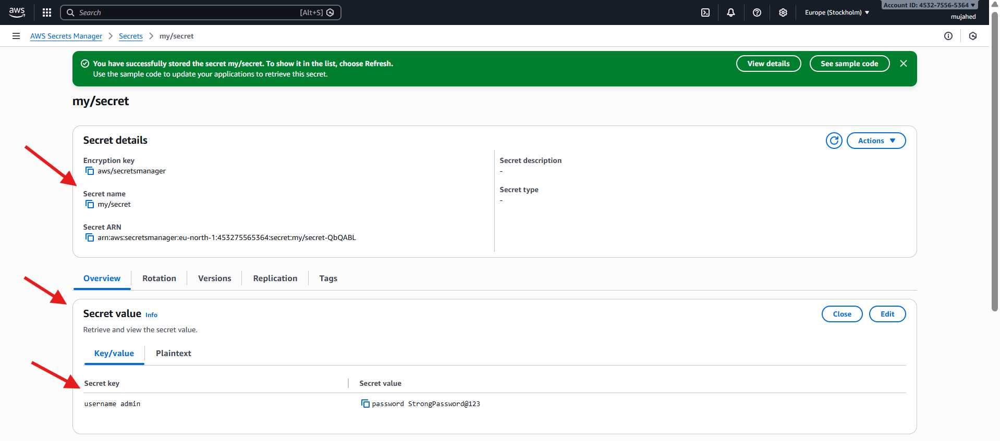 aws
Search [Alt+S]
Europe (Stockholm)
Account ID: 4532-7556-5364
mujahed
AWS Secrets Manager
Secrets
my/secret
You have successfully stored the secret my/secret. To show it in the list, choose Refresh.
Use the sample code to update your applications to retrieve this secret.
View details
See sample code
my/secret
Secret details
Actions
Encryption key
aws/secretsmanager
Secret name
my/secret
Secret ARN
arn:aws:secretsmanager:eu-north-1:453275565364:secret:my/secret-QbQABL
Secret description
-
Secret type
-
Overview
Rotation
Versions
Replication
Tags
Secret value Info
Retrieve and view the secret value.
Close
Edit
Key/value
Plaintext
Secret key
Secret value
username admin
password StrongPassword@123